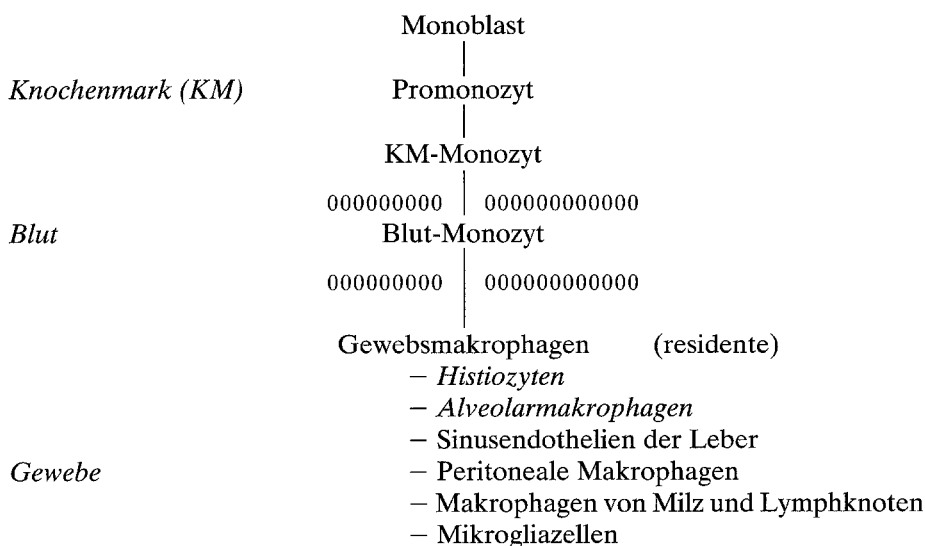 Monoblast
Knochenmark (KM) Promonozyt
KM-Monozyt
000000000 000000000000
Blut Blut-Monozyt
000000000 000000000000
Gewebsmakrophagen (residente)
– Histiozyten
– Alveolarmakrophagen
– Sinusendothelien der Leber
Gewebe – Peritoneale Makrophagen
– Makrophagen von Milz und Lymphknoten
– Mikrogliazellen